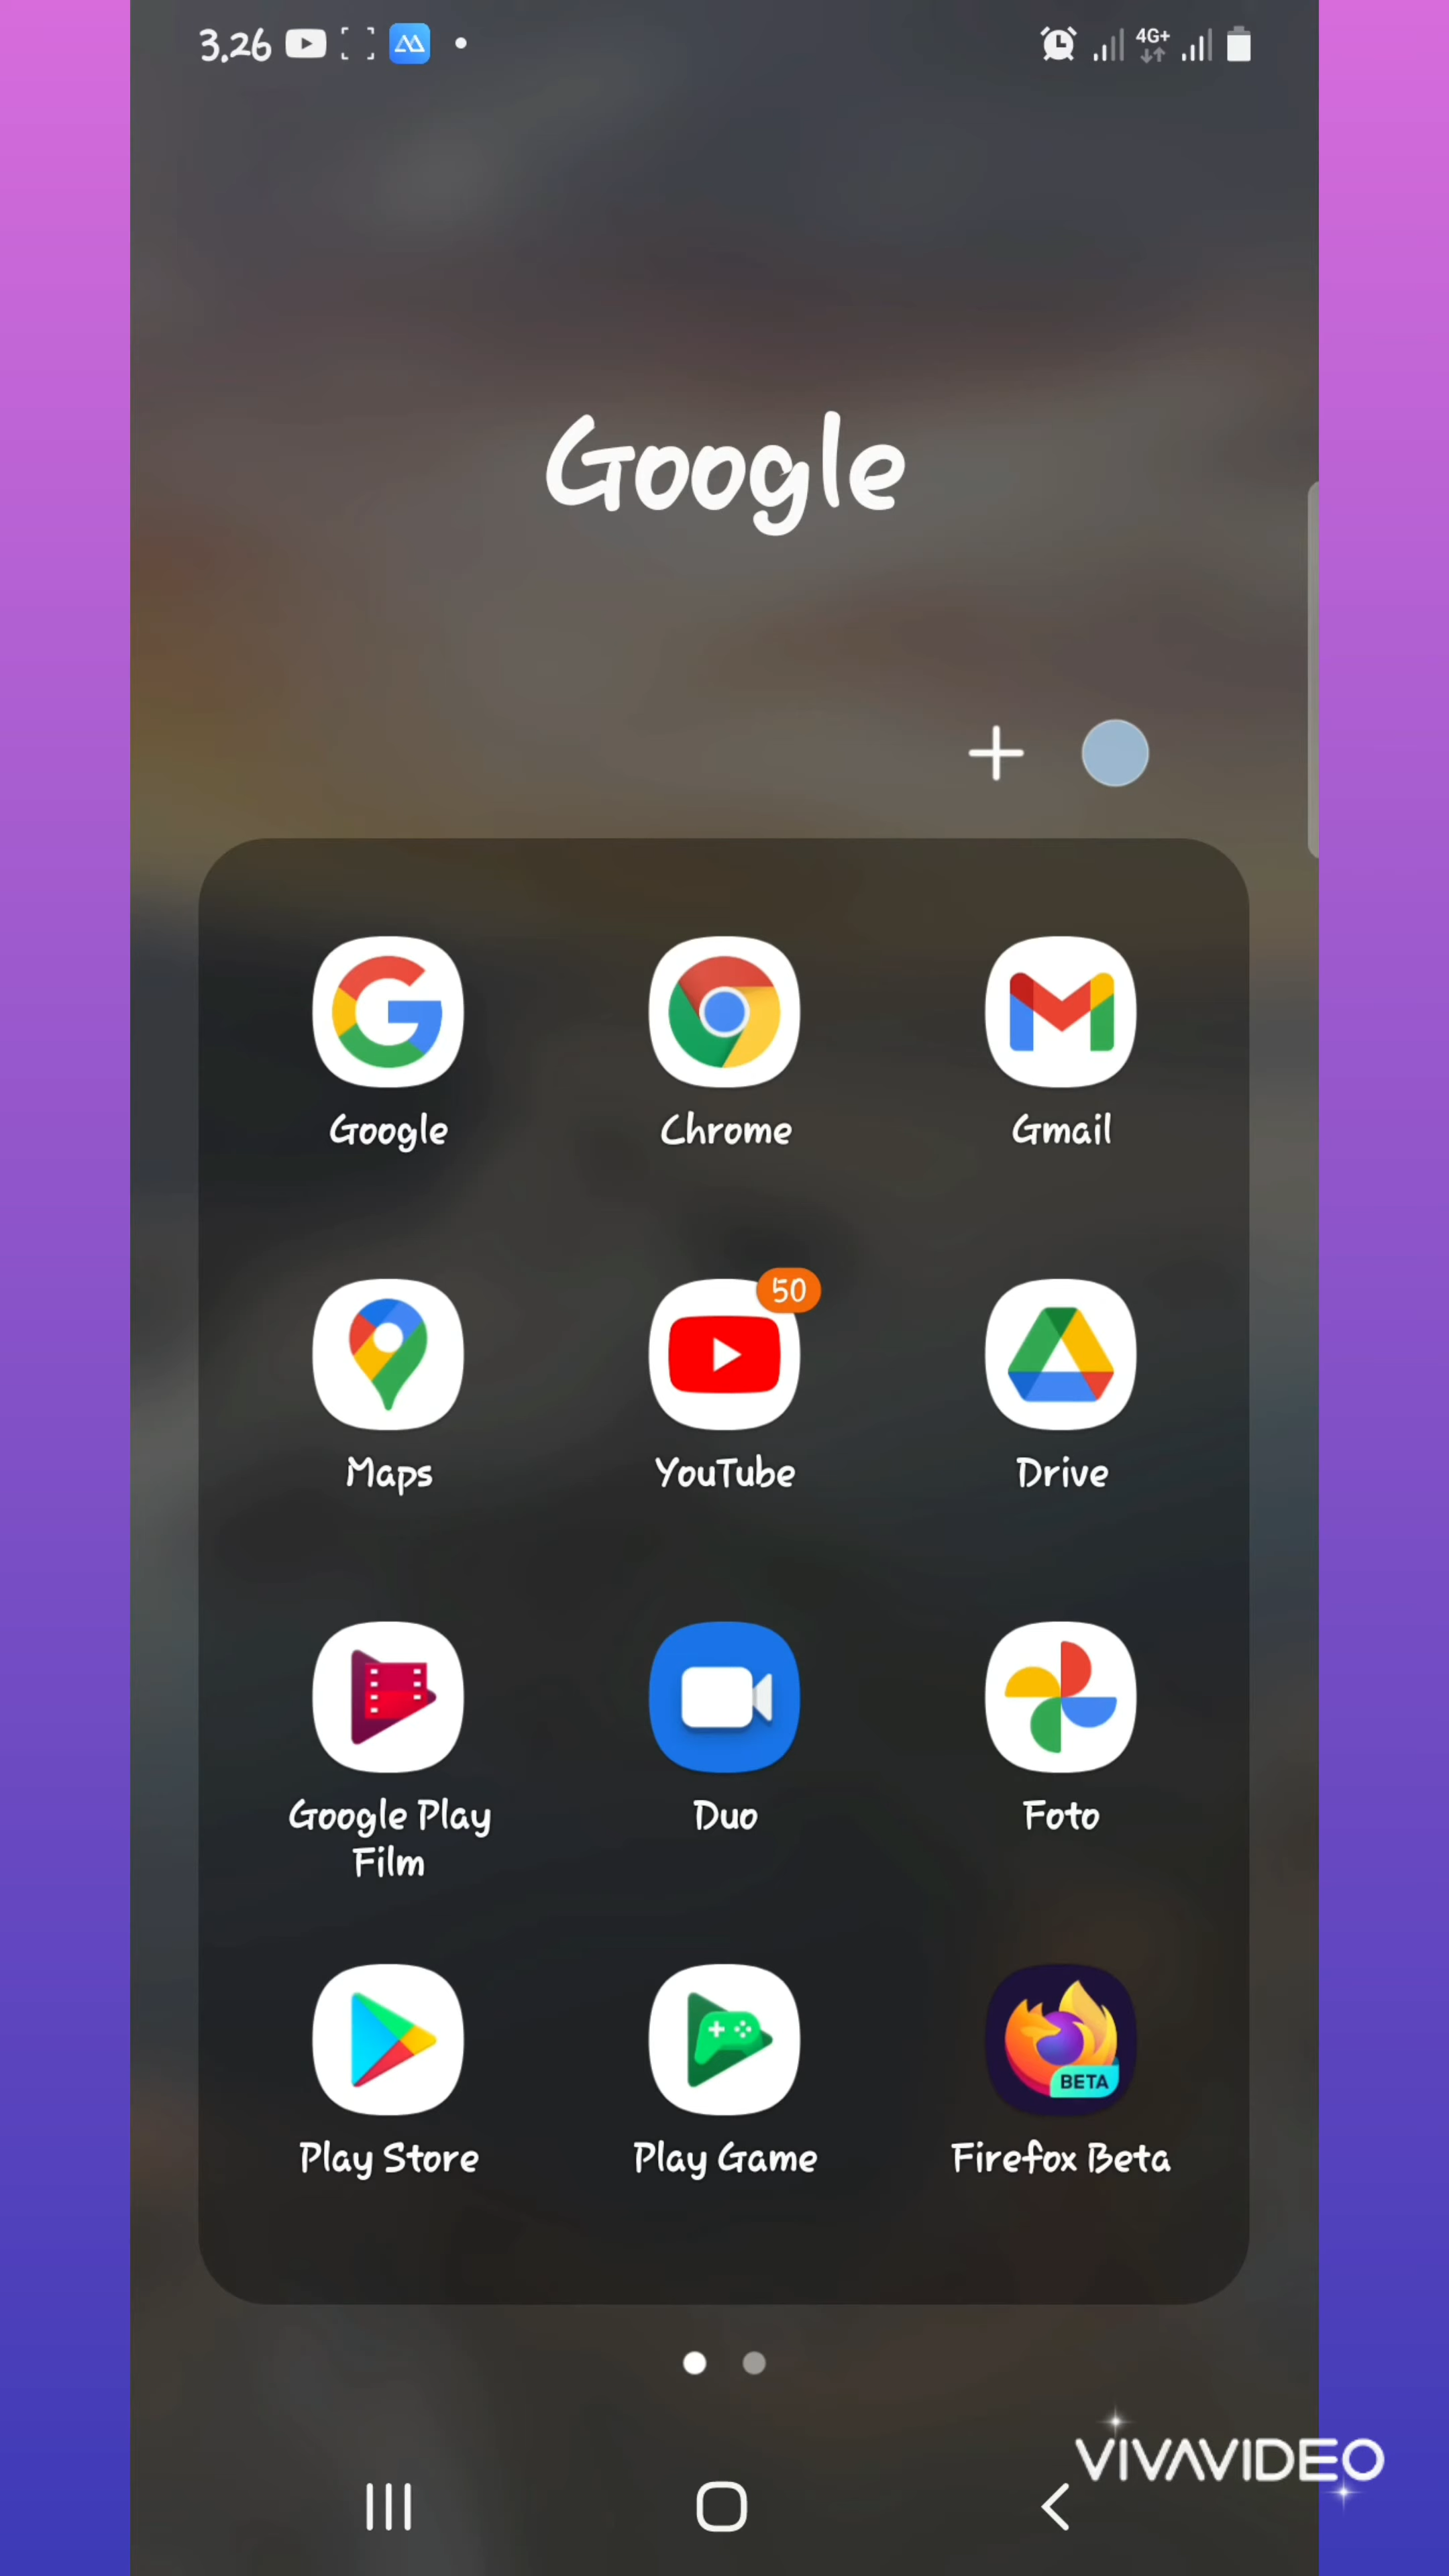 3.26 4G+
Google
Google Chrome Gmail
50
Maps YouTube Drive
Google Play Film Duo Foto
BETA
Play Store Play Game Firefox Beta
VIVAVIDEO